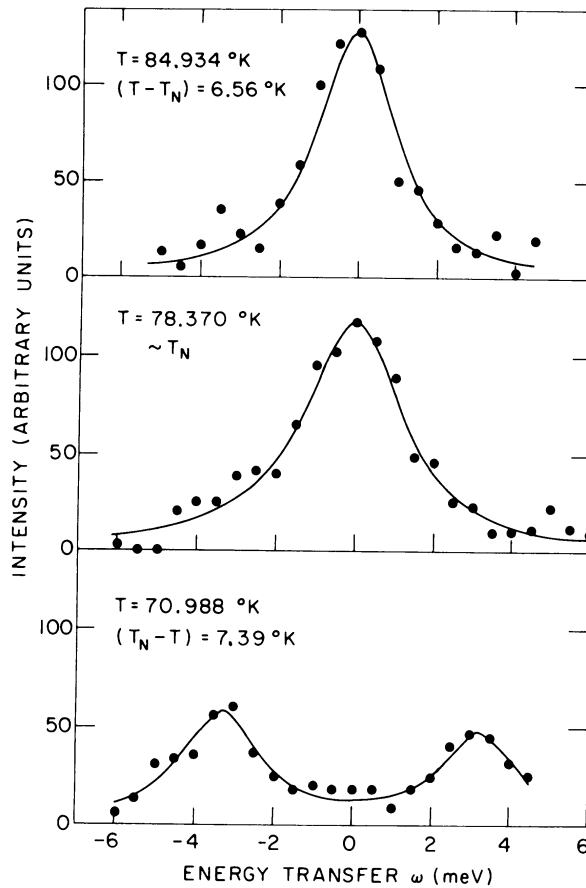 T = 84.934 °K
(T-T_N) = 6.56 °K
100
50
0
T = 78.370 °K
~ T_N
100
50
0
T = 70.988 °K
(T_N-T) = 7.39 °K
100
50
0
-6 -4 -2 0 2 4 6
ENERGY TRANSFER ω (meV)
INTENSITY (ARBITRARY UNITS)